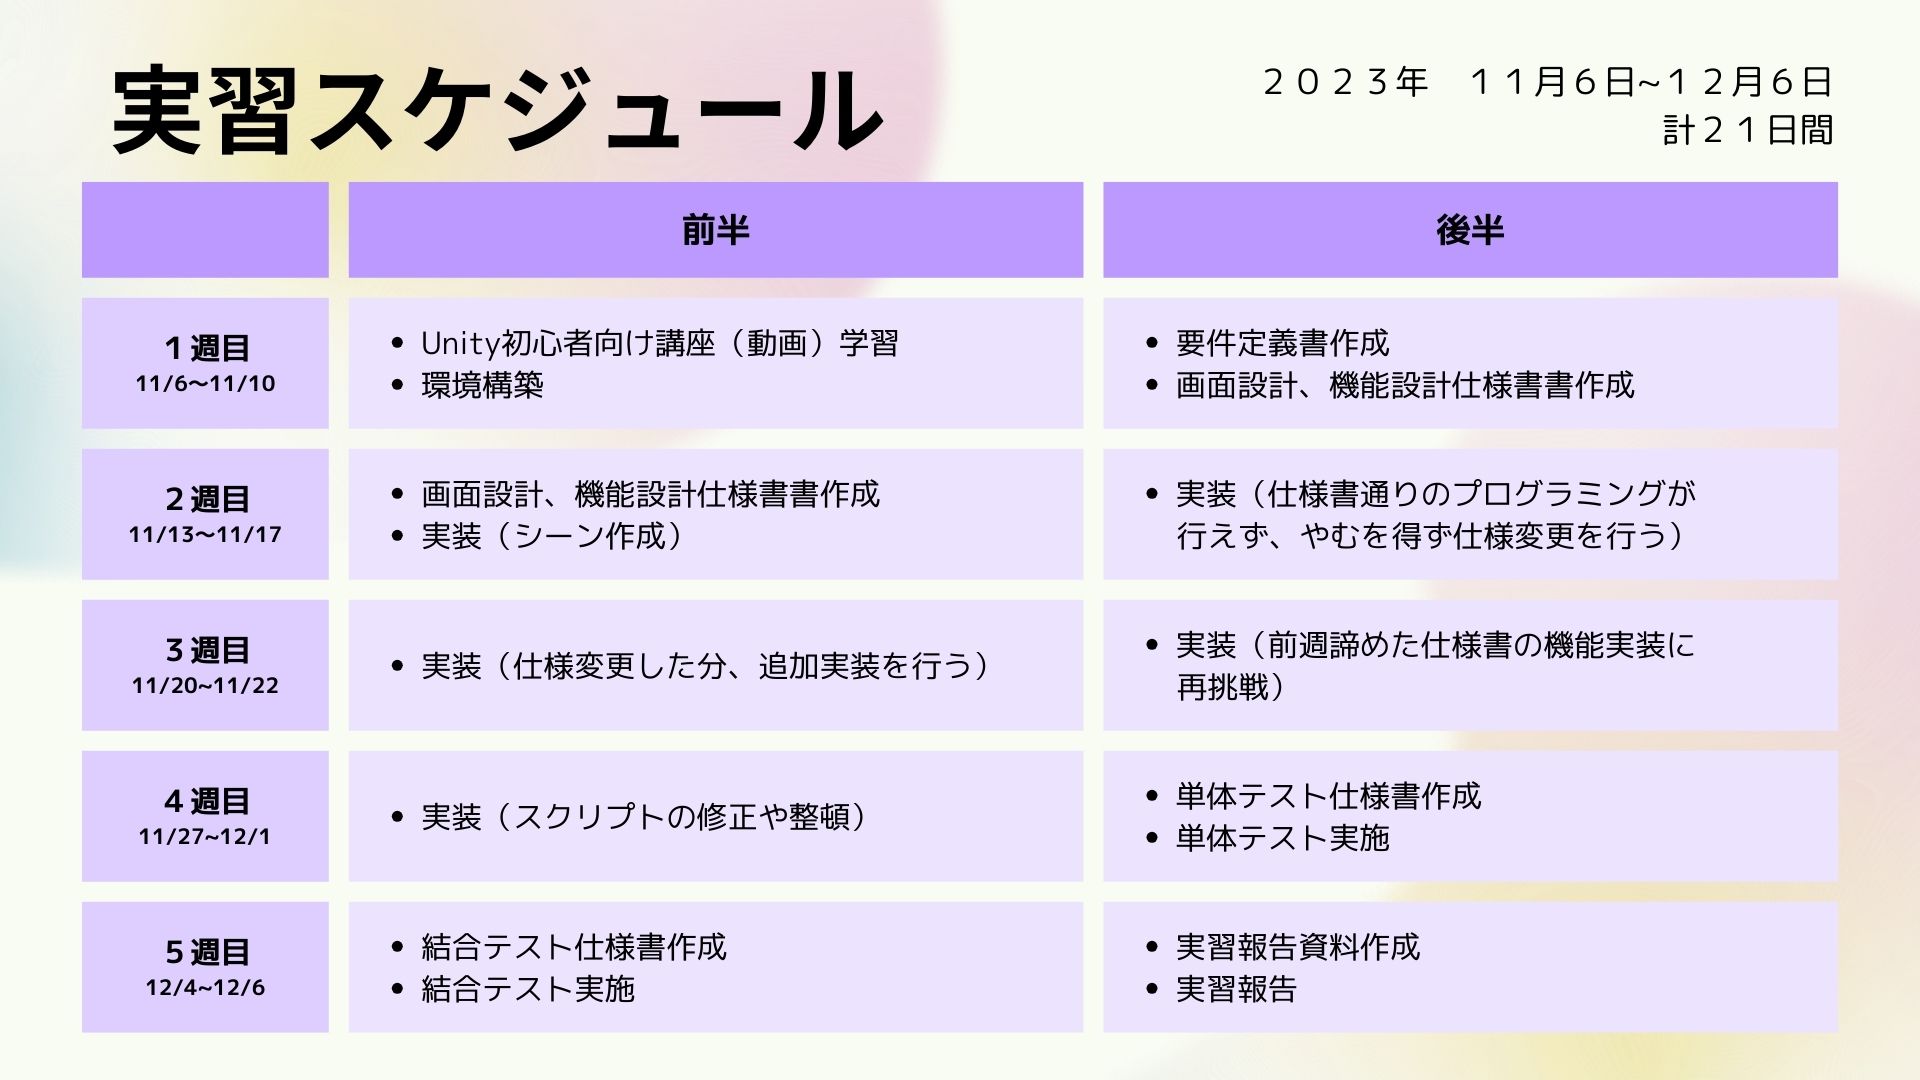 実習スケジュール
２０２３年　１１月６日~１２月６日
計２１日間
前半
後半
１週目
11/6〜11/10
• Unity初心者向け講座（動画）学習
• 環境構築
• 要件定義書作成
• 画面設計、機能設計仕様書書作成
２週目
11/13〜11/17
• 画面設計、機能設計仕様書書作成
• 実装（シーン作成）
• 実装（仕様書通りのプログラミングが
行えず、やむを得ず仕様変更を行う）
３週目
11/20~11/22
• 実装（仕様変更した分、追加実装を行う）
• 実装（前週諦めた仕様書の機能実装に
再挑戦）
４週目
11/27~12/1
• 実装（スクリプトの修正や整頓）
• 単体テスト仕様書作成
• 単体テスト実施
５週目
12/4~12/6
• 結合テスト仕様書作成
• 結合テスト実施
• 実習報告資料作成
• 実習報告